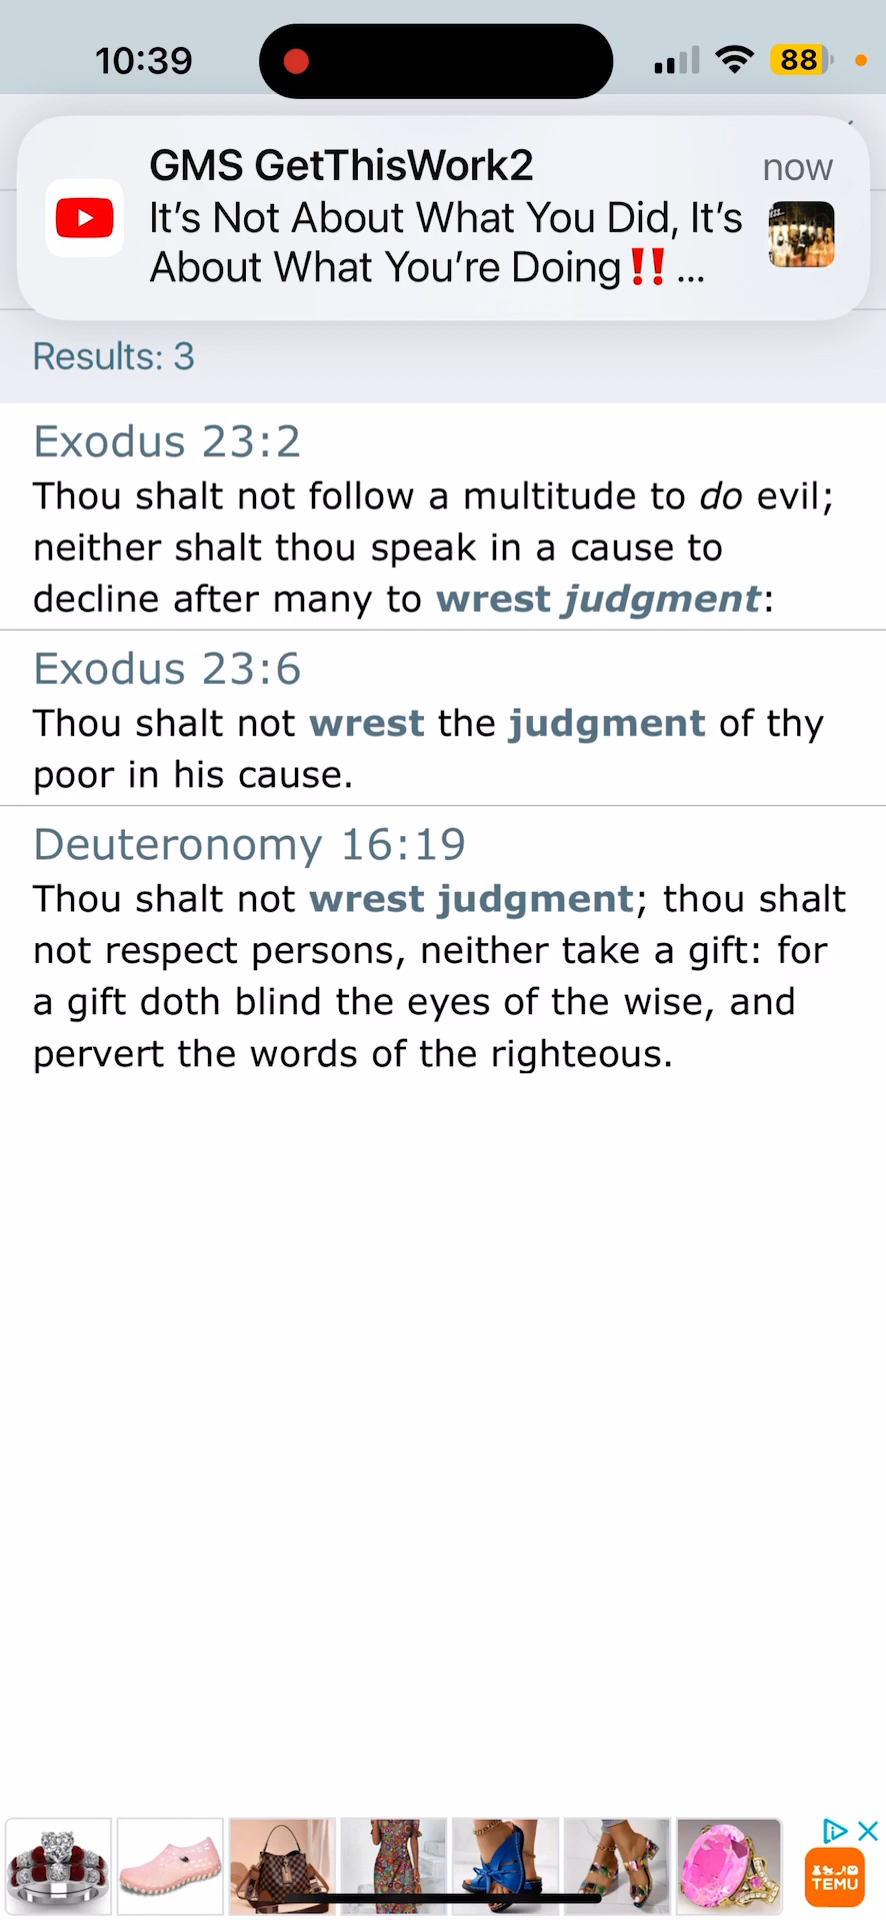 10:39
88
GMS GetThisWork2
now
It's Not About What You Did, It's
About What You're Doing‼️...
Results: 3
Exodus 23:2
Thou shalt not follow a multitude to do evil;
neither shalt thou speak in a cause to
decline after many to wrest judgment:
Exodus 23:6
Thou shalt not wrest the judgment of thy
poor in his cause.
Deuteronomy 16:19
Thou shalt not wrest judgment; thou shalt
not respect persons, neither take a gift: for
a gift doth blind the eyes of the wise, and
pervert the words of the righteous.
TEMU